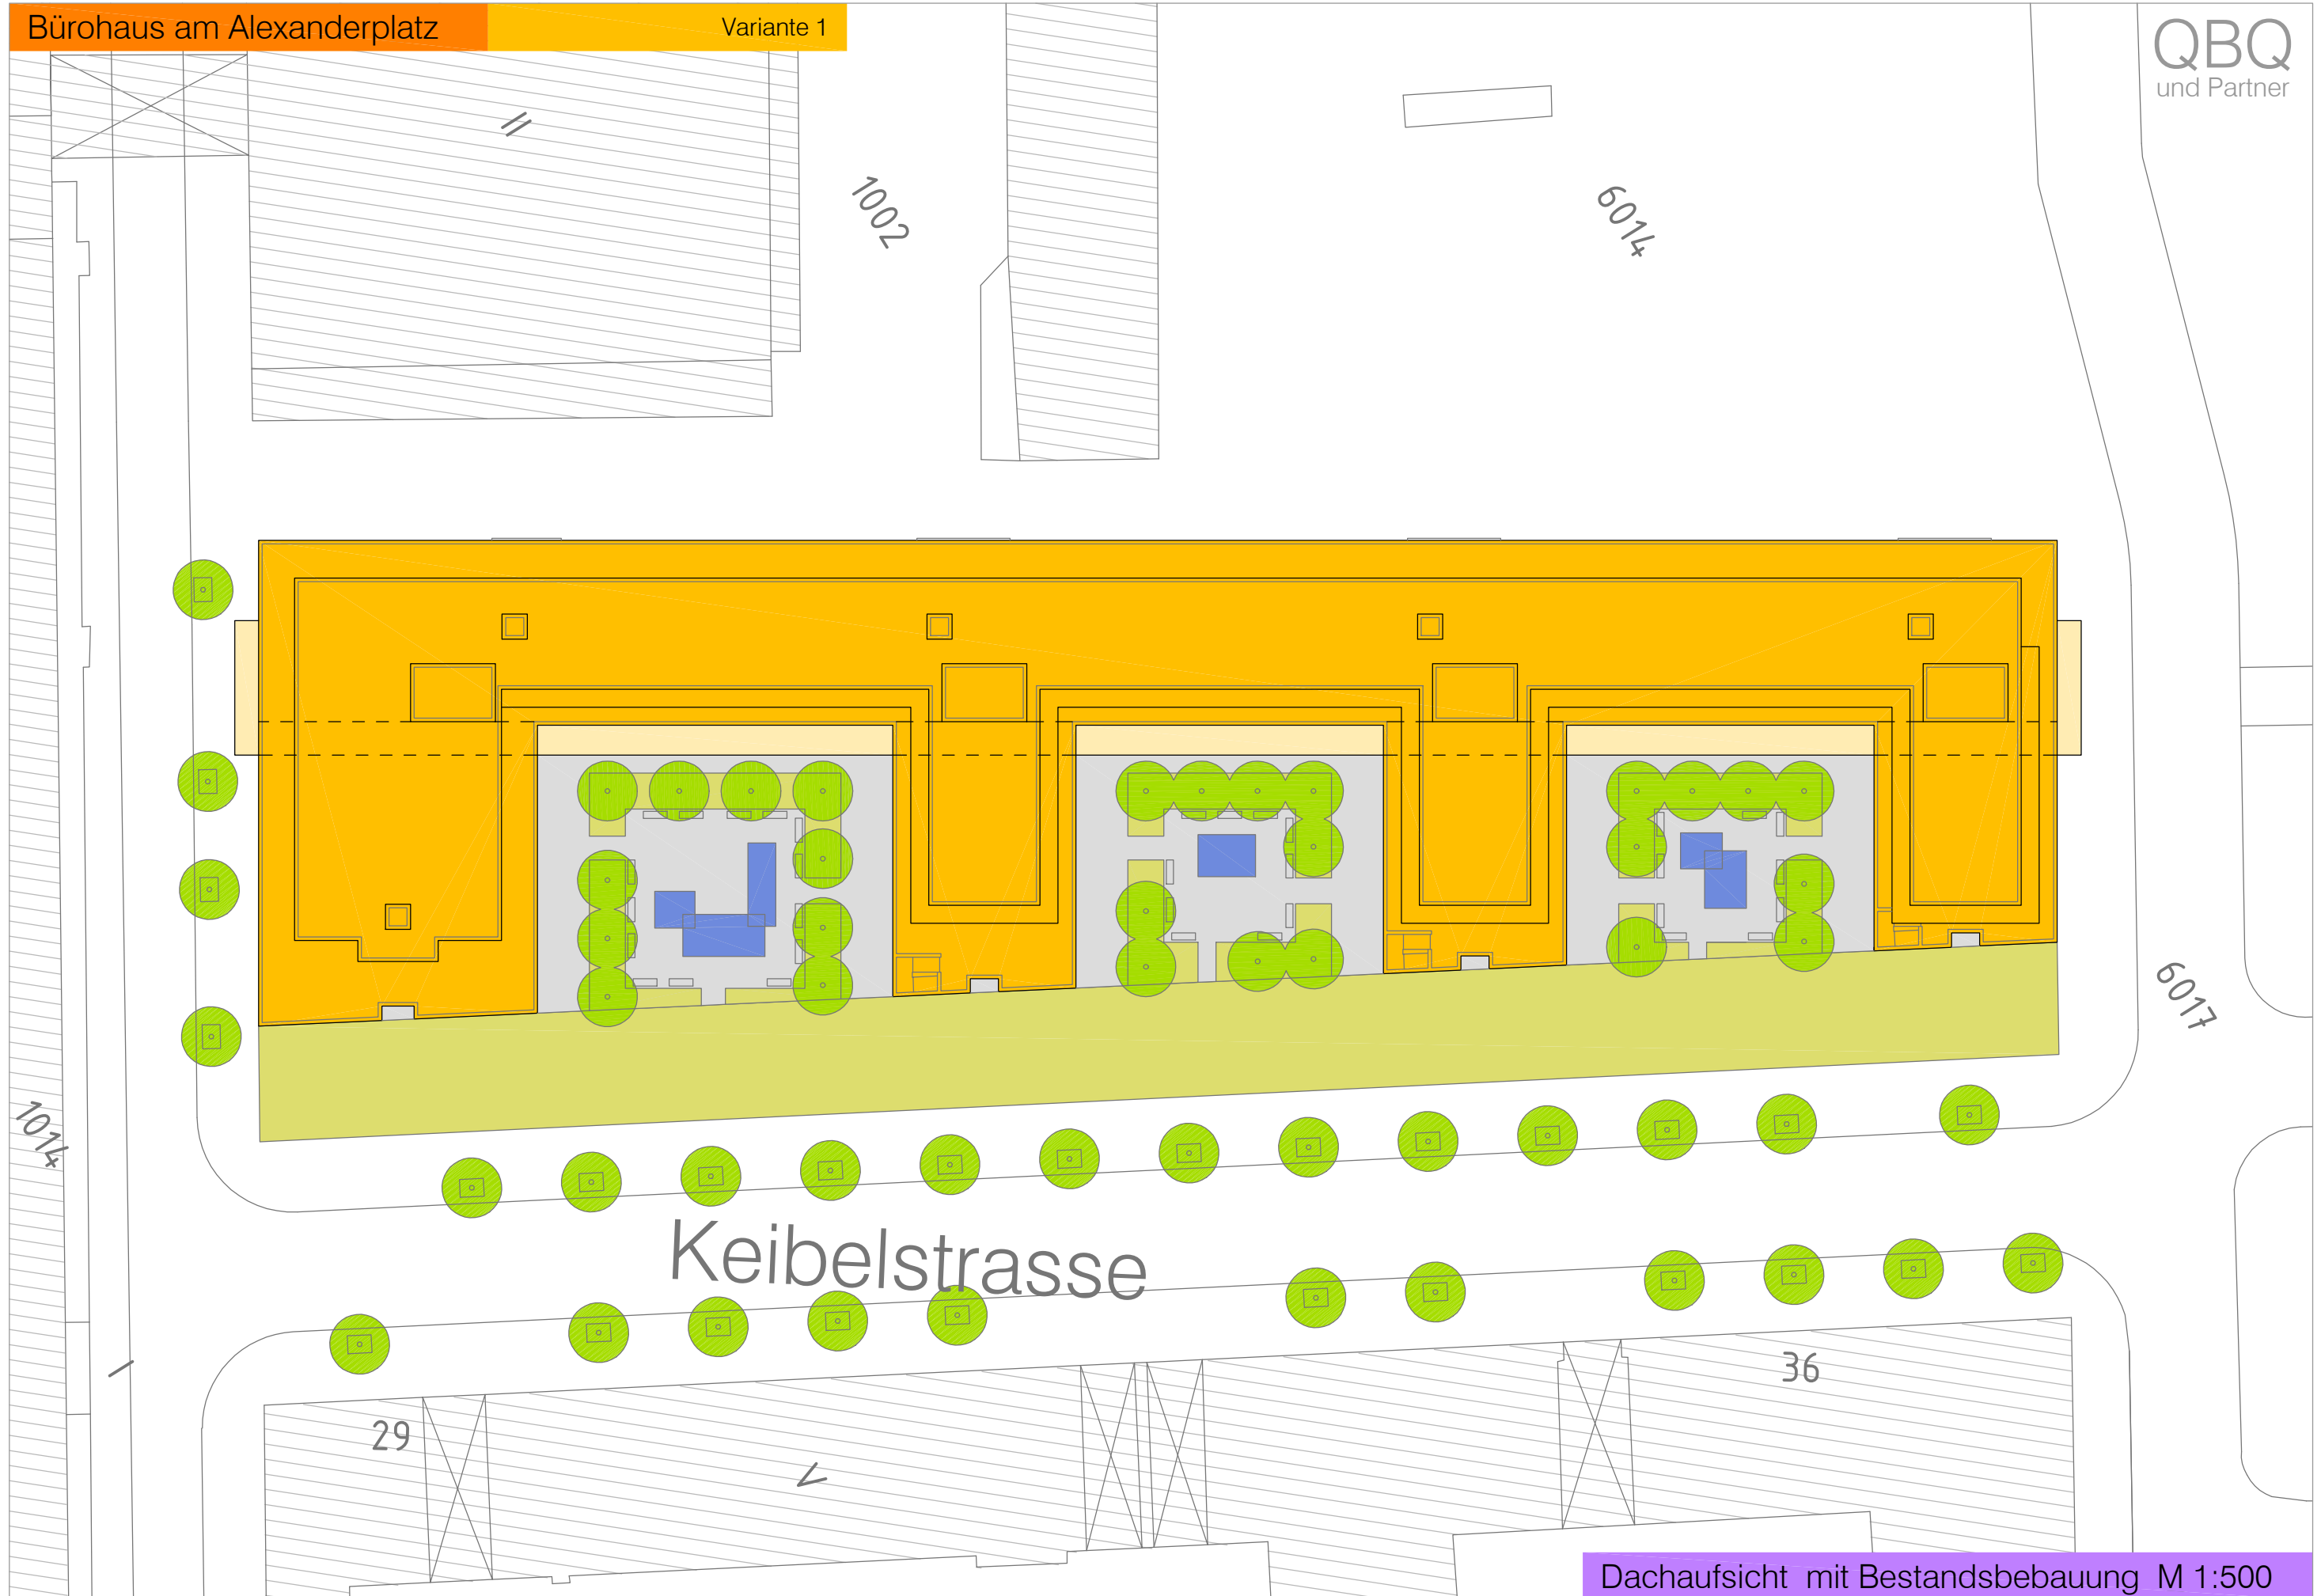 Bürohaus am Alexanderplatz
Variante 1
QBQ
und Partner
II
1002
6014
6017
1014
Keibelstrasse
I
29
V
36
Dachaufsicht mit Bestandsbebauung M 1:500